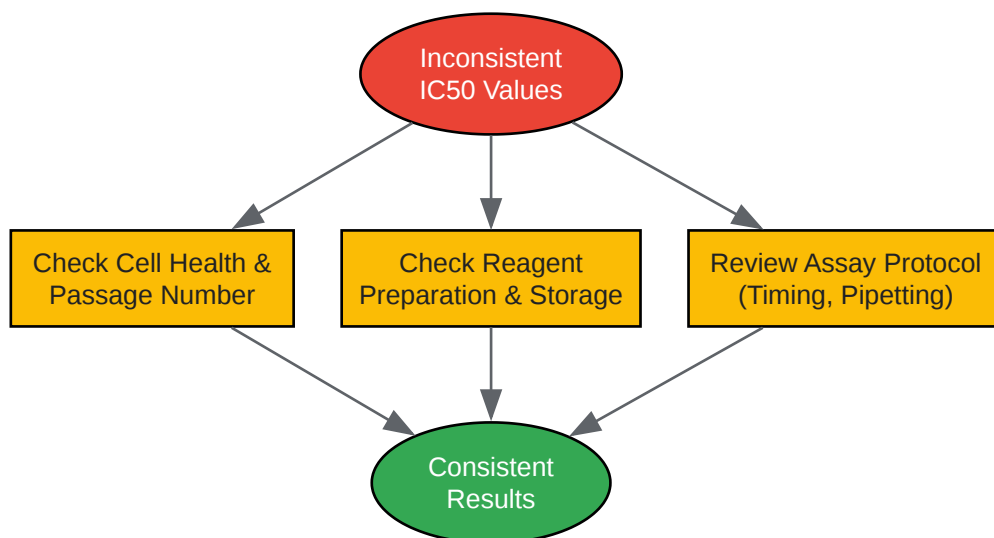 Inconsistent
IC50 Values
Check Cell Health &
Passage Number
Check Reagent
Preparation & Storage
Review Assay Protocol
(Timing, Pipetting)
Consistent
Results